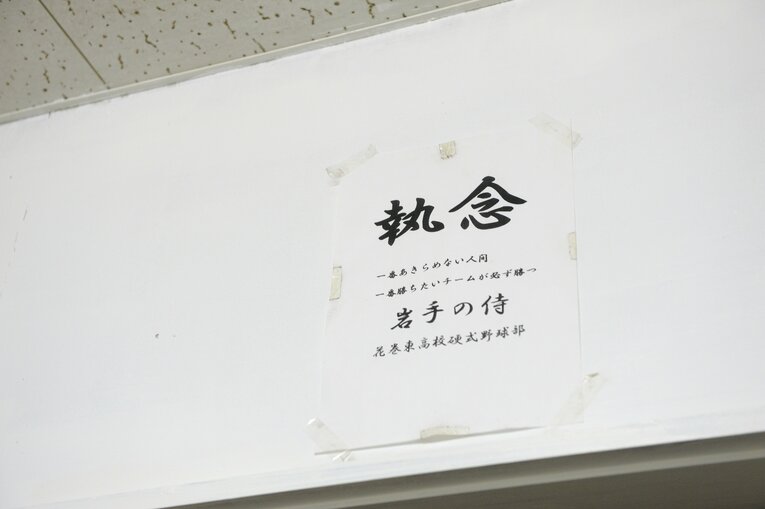 執念
一番あきらめない人間
一番勝ちたいチームが必ず勝つ
岩手の侍
花巻東高校硬式野球部